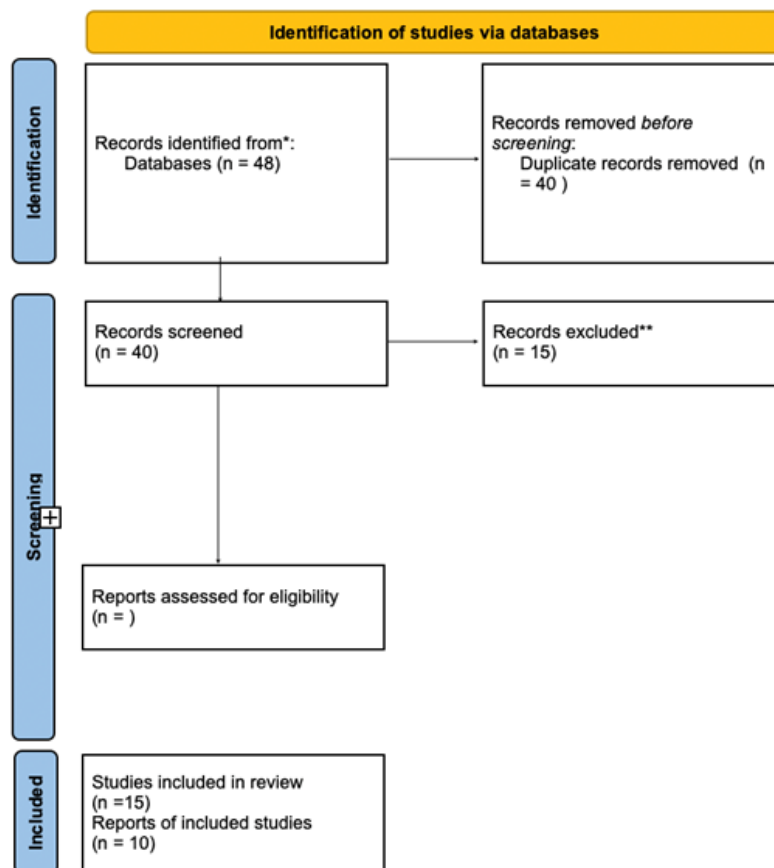 Identification of studies via databases
Identification
Records identified from*:
Databases (n = 48)
Records removed before
screening:
Duplicate records removed (n
= 40 )
Screening
Records screened
(n = 40)
Records excluded**
(n = 15)
Reports assessed for eligibility
(n = )
Included
Studies included in review
(n =15)
Reports of included studies
(n = 10)